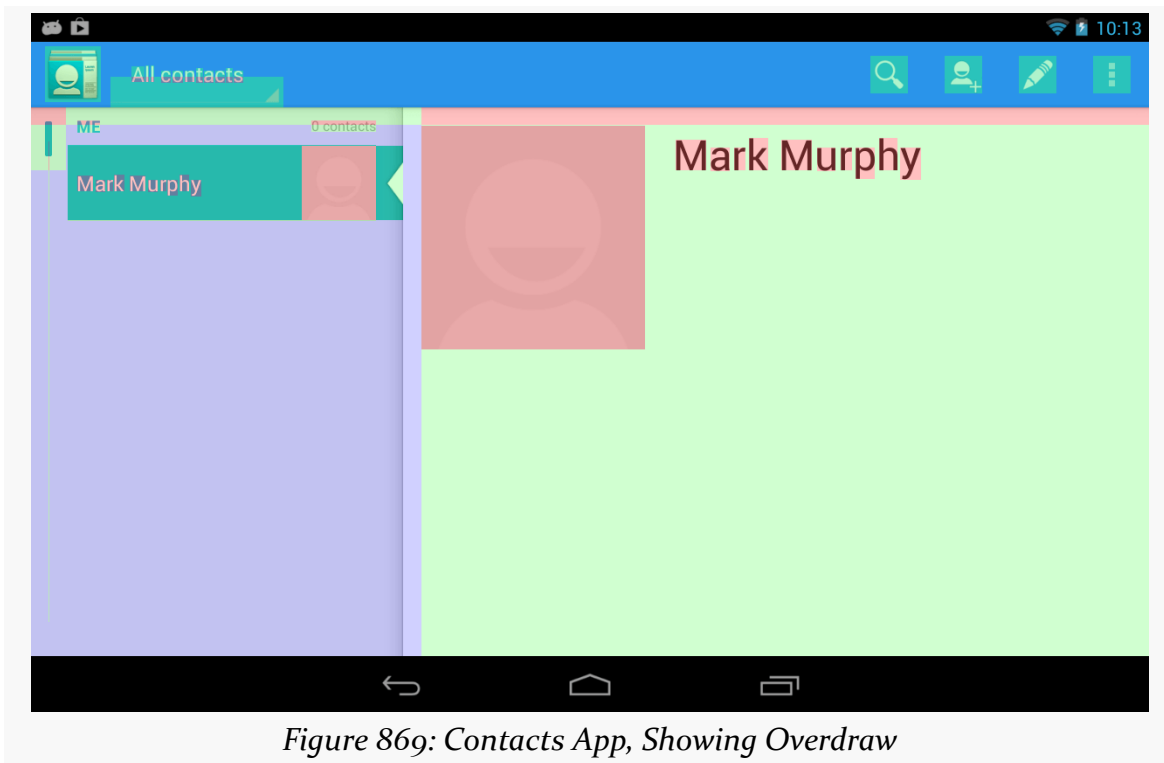 10:13
All contacts
ME 0 contacts
Mark Murphy
Mark Murphy
Figure 869: Contacts App, Showing Overdraw